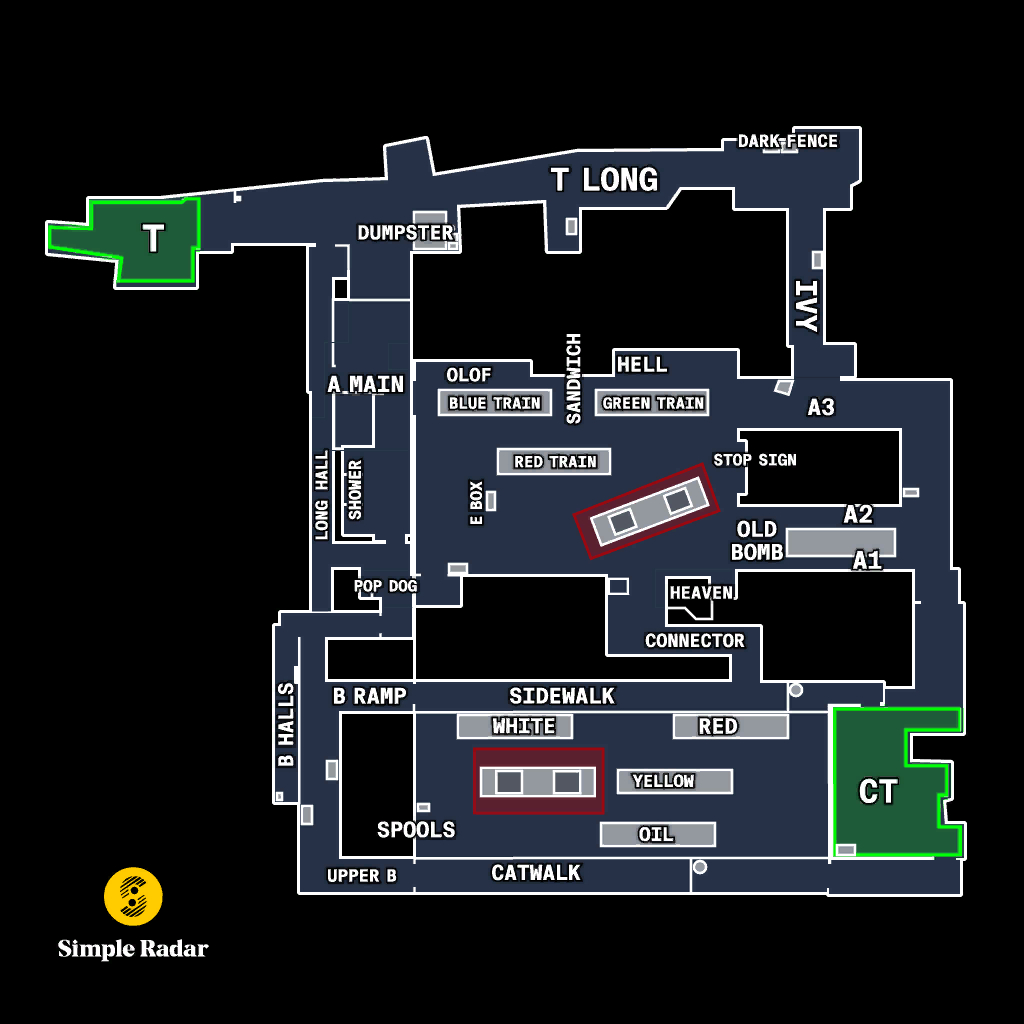 DARK FENCE
T LONG
T
DUMPSTER
IVY
SANDWICH
HELL
OLOF
A MAIN
BLUE TRAIN
GREEN TRAIN
A3
RED TRAIN
STOP SIGN
LONG HALL
SHOWER
E BOX
A2
OLD
BOMB
A1
POP DOG
HEAVEN
CONNECTOR
B RAMP
SIDEWALK
B HALLS
WHITE
RED
YELLOW
CT
SPOOLS
OIL
UPPER B
CATWALK
S
Simple Radar